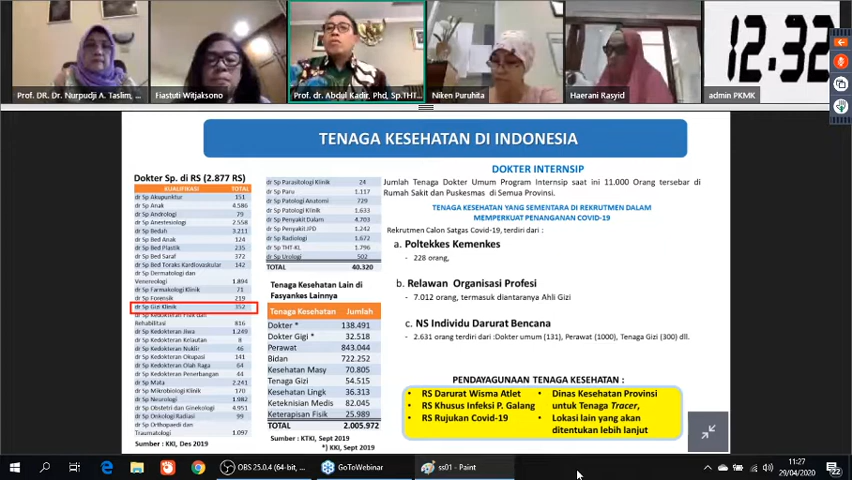 Prof. DR. Dr. Nurpudji A. Taslim, ...
Fiastuti Witjaksono
Prof. dr. Abdul Kadir, Phd, Sp.THT...
Niken Puruhita
Haerani Rasyid
admin PKMK
12.32
TENAGA KESEHATAN DI INDONESIA
Dokter Sp. di RS (2.877 RS)
KUALIFIKASI TOTAL
dr Sp Akupunktur 151
dr Sp Anak 4.586
dr Sp Andrologi 79
dr Sp Anestesiologi 2.558
dr Sp Bedah 3.211
dr Sp Bed Anak 124
dr Sp Bed Plastik 235
dr Sp Bed Saraf 372
dr Sp Bed Toraks Kardiovaskular 142
dr Sp Dermatologi dan
Venerologi 1.894
dr Sp Farmakologi Klinik 71
dr Sp Forensik 219
dr Sp Gizi Klinik 352
dr Sp Kedokteran Fisik dan
Rehabilitasi 816
dr Sp Kedokteran Jiwa 1.249
dr Sp Kedokteran Kelautan 8
dr Sp Kedokteran Nuklir 46
dr Sp Kedokteran Okupasi 141
dr Sp Kedokteran Olah Raga 64
dr Sp Kedokteran Penerbangan 44
dr Sp Mata 2.241
dr Sp Mikrobiologi Klinik 170
dr Sp Neurologi 1.982
dr Sp Obstetri dan Ginekologi 4.951
dr Sp Onkologi Radiasi 99
dr Sp Orthopaedi dan
Traumatologi 1.097
Sumber : KKI, Des 2019
dr Sp Parasitologi Klinik 24
dr Sp Paru 1.117
dr Sp Patologi Anatomi 729
dr Sp Patologi Klinik 1.633
dr Sp Penyakit Dalam 4.703
dr Sp Penyakit JPD 1.242
dr Sp Radiologi 1.672
dr Sp THT-KL 1.796
dr Sp Urologi 502
TOTAL 40.320
Tenaga Kesehatan Lain di
Fasyankes Lainnya
Tenaga Kesehatan Jumlah
Dokter * 138.491
Dokter Gigi * 32.518
Perawat 843.044
Bidan 722.252
Kesehatan Masy 70.805
Tenaga Gizi 54.515
Kesehatan Lingk 36.313
Keteknisian Medis 82.045
Keterapisan Fisik 25.989
TOTAL 2.005.972
Sumber : KTKI, Sept 2019
*) KKI, Sept 2019
DOKTER INTERNSIP
Jumlah Tenaga Dokter Umum Program Internsip saat ini 11.000 Orang tersebar di
Rumah Sakit dan Puskesmas di Semua Provinsi.
TENAGA KESEHATAN YANG SEMENTARA DI REKRUTMEN DALAM
MEMPERKUAT PENANGANAN COVID-19
Rekrutmen Calon Satgas Covid-19, terdiri dari :
a. Poltekkes Kemenkes
- 228 orang,
b. Relawan Organisasi Profesi
- 7.012 orang, termasuk diantaranya Ahli Gizi
c. NS Individu Darurat Bencana
- 2.631 orang terdiri dari :Dokter umum (131), Perawat (1000), Tenaga Gizi (300) dll.
PENDAYAGUNAAN TENAGA KESEHATAN :
• RS Darurat Wisma Atlet
• RS Khusus Infeksi P. Galang
• RS Rujukan Covid-19
• Dinas Kesehatan Provinsi
untuk Tenaga Tracer,
• Lokasi lain yang akan
ditentukan lebih lanjut
OBS 25.0.4 (64-bit, ...
GoToWebinar
ss01 - Paint
11:27
29/04/2020
22